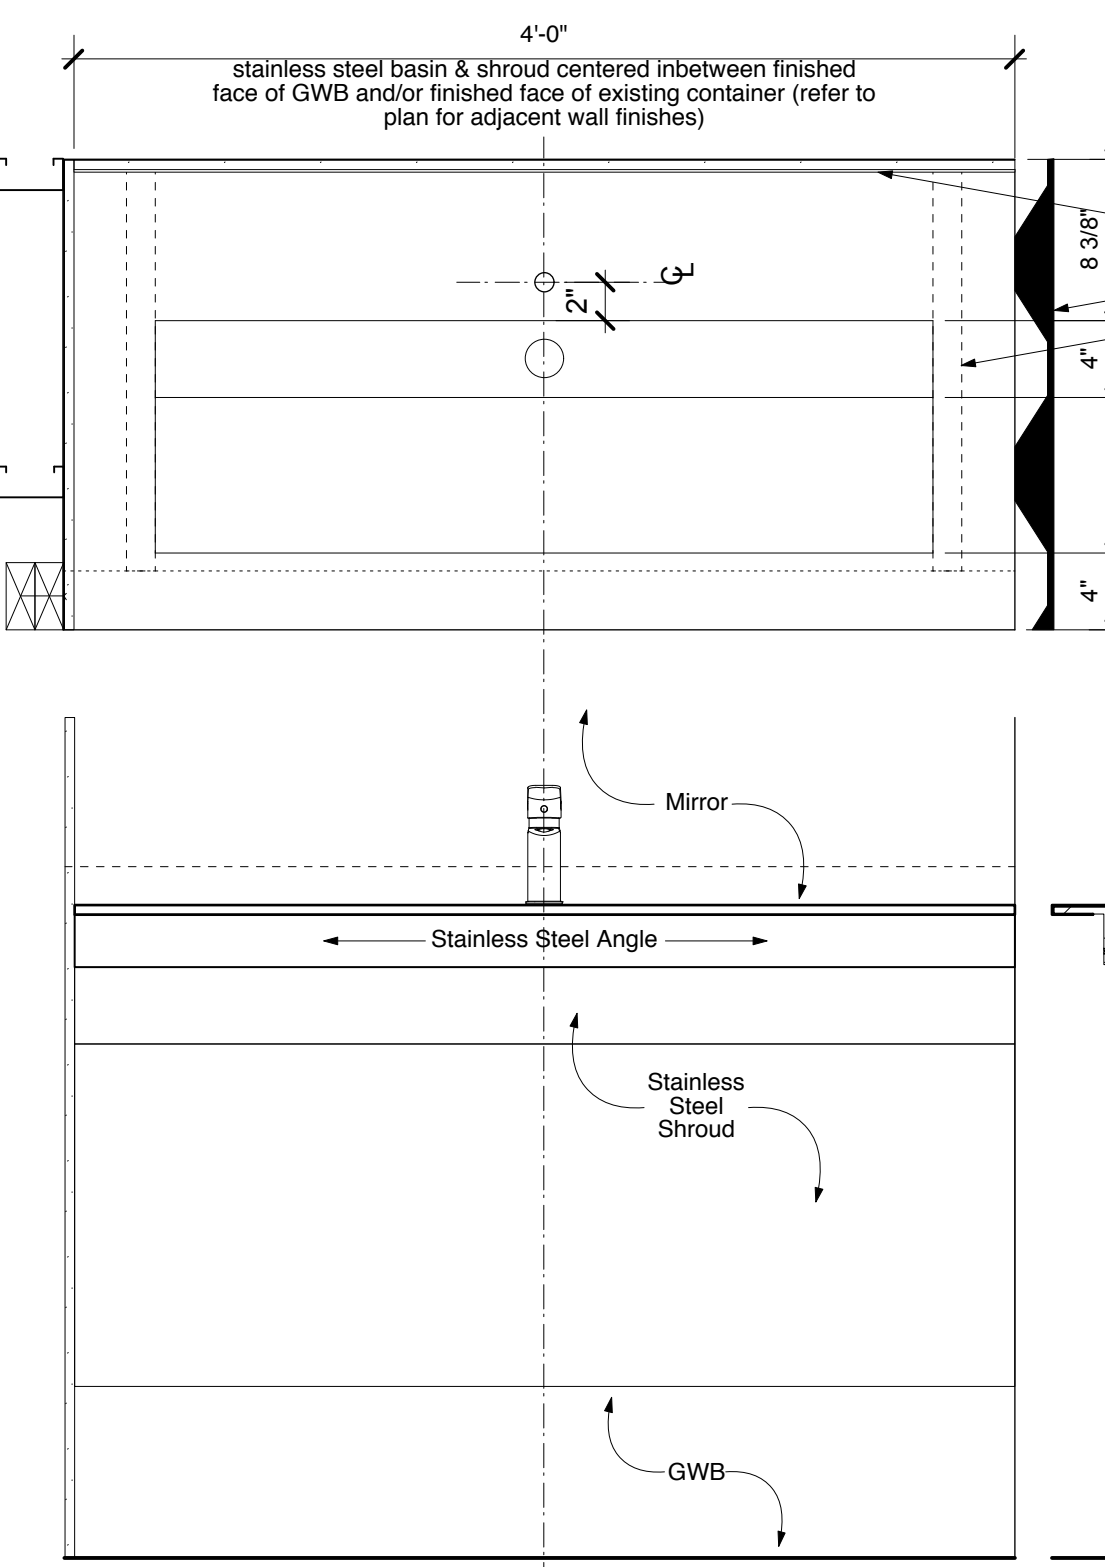 4'-0"
stainless steel basin & shroud centered inbetween finished
face of GWB and/or finished face of existing container (refer to
plan for adjacent wall finishes)
8 3/8"
CL
2"
4"
4"
Mirror
Stainless Steel Angle
Stainless
Steel
Shroud
GWB